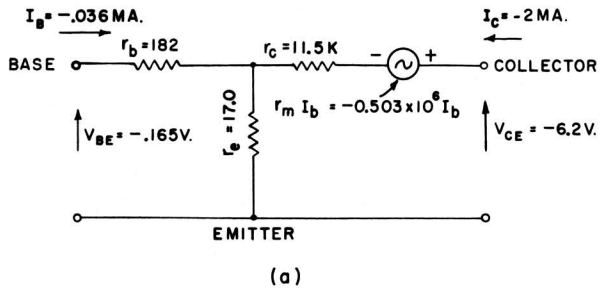 I_B = -.036 MA.
I_C = -2 MA.
r_b = 182
r_c = 11.5 K
- +
BASE
COLLECTOR
r_m I_b = -0.503 x 10^6 I_b
r_e = 17.0
V_BE = -.165 V.
V_CE = -6.2 V.
EMITTER
(a)